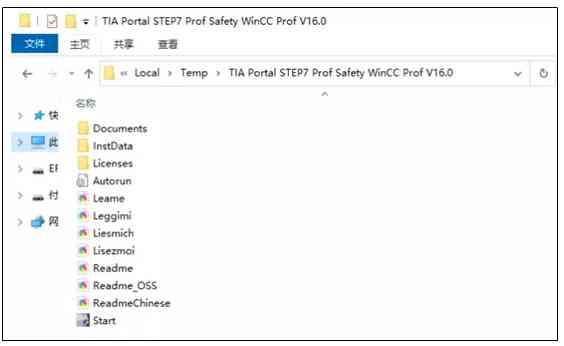 TIA Portal STEP7 Prof Safety WinCC Prof V16.0
文件 主页 共享 查看
« Local > Temp > TIA Portal STEP7 Prof Safety WinCC Prof V16.0
名称
快
此
付
网
Documents
InstData
Licenses
Autorun
Leame
Leggimi
Liesmich
Lisezmoi
Readme
Readme_OSS
ReadmeChinese
Start